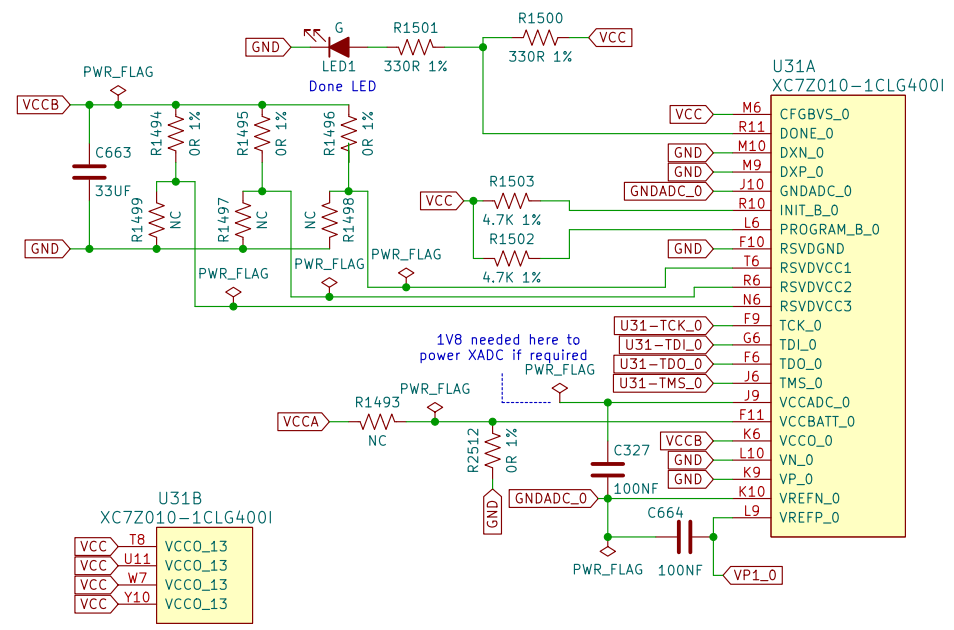 G
R1501
R1500
GND
VCC
LED1
330R 1%
330R 1%
Done LED
PWR_FLAG
VCCB
R1494
0R 1%
R1495
0R 1%
R1496
0R 1%
C663
33UF
R1499
NC
R1497
NC
NC
R1498
GND
PWR_FLAG
PWR_FLAG
PWR_FLAG
VCC
R1503
4.7K 1%
R1502
4.7K 1%
U31A
XC7Z010-1CLG400I
VCC M6 CFGBVS_0
R11 DONE_0
GND M10 DXN_0
GND M9 DXP_0
GNDADC_0 J10 GNDADC_0
R10 INIT_B_0
L6 PROGRAM_B_0
GND F10 RSVDGND
T6 RSVDVCC1
R6 RSVDVCC2
N6 RSVDVCC3
U31-TCK_0 F9 TCK_0
U31-TDI_0 G6 TDI_0
U31-TDO_0 F6 TDO_0
U31-TMS_0 J6 TMS_0
J9 VCCADC_0
F11 VCCBATT_0
VCCB K6 VCCO_0
GND L10 VN_0
GND K9 VP_0
K10 VREFN_0
L9 VREFP_0
1V8 needed here to
power XADC if required
PWR_FLAG
PWR_FLAG
VCCA
R1493
NC
R2512
0R 1%
GND
C327
100NF
GNDADC_0
C664
100NF
PWR_FLAG
VP1_0
U31B
XC7Z010-1CLG400I
VCC T8 VCCO_13
VCC U11 VCCO_13
VCC W7 VCCO_13
VCC Y10 VCCO_13